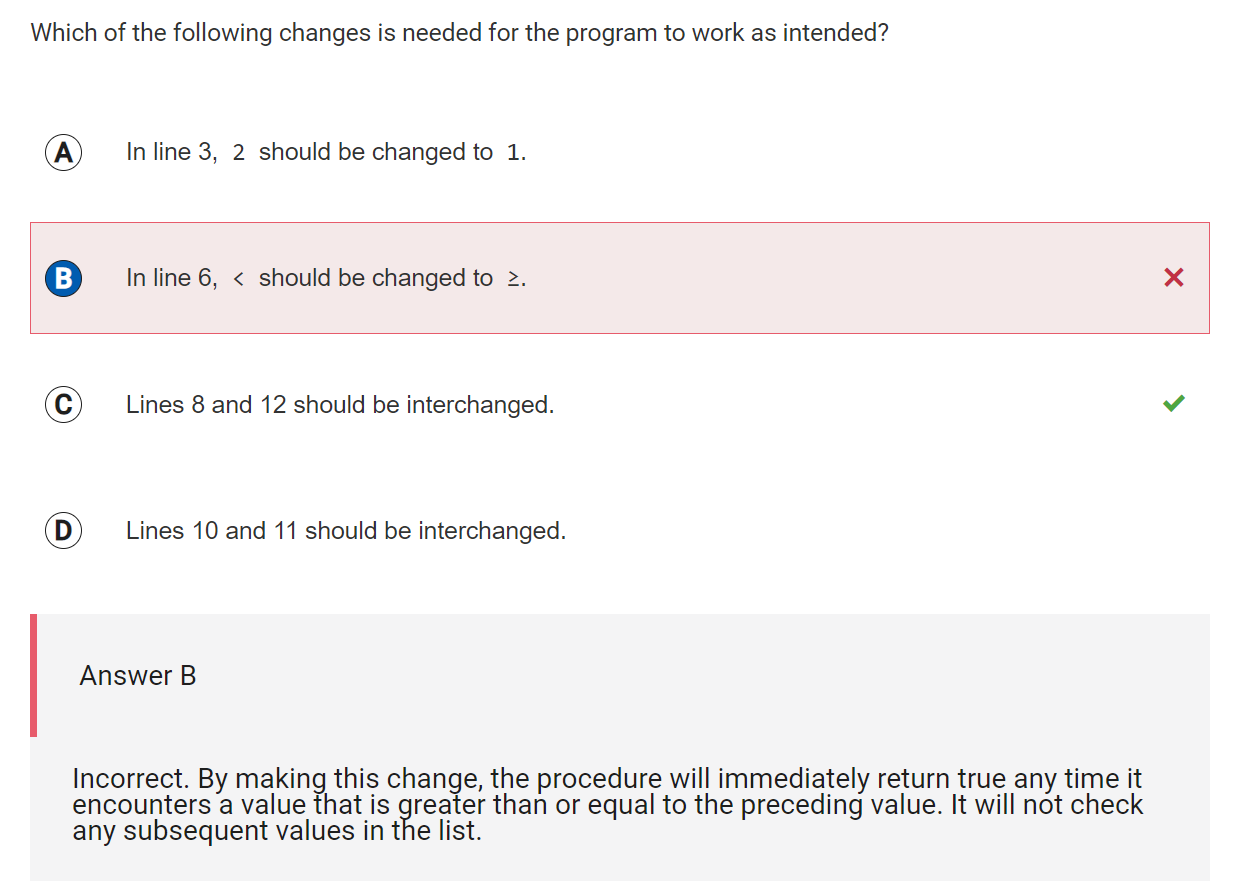 Which of the following changes is needed for the program to work as intended?
A In line 3, 2 should be changed to 1.
B In line 6, < should be changed to ≥.
C Lines 8 and 12 should be interchanged.
D Lines 10 and 11 should be interchanged.
Answer B
Incorrect. By making this change, the procedure will immediately return true any time it
encounters a value that is greater than or equal to the preceding value. It will not check
any subsequent values in the list.